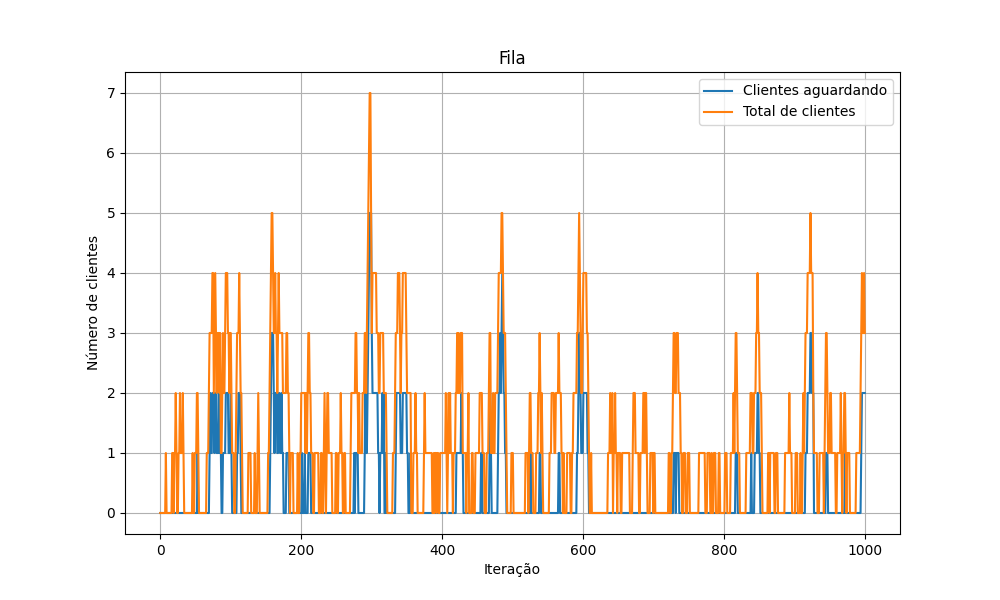 Fila
Clientes aguardando
Total de clientes
Número de clientes
7
6
5
4
3
2
1
0
0 200 400 600 800 1000
Iteração